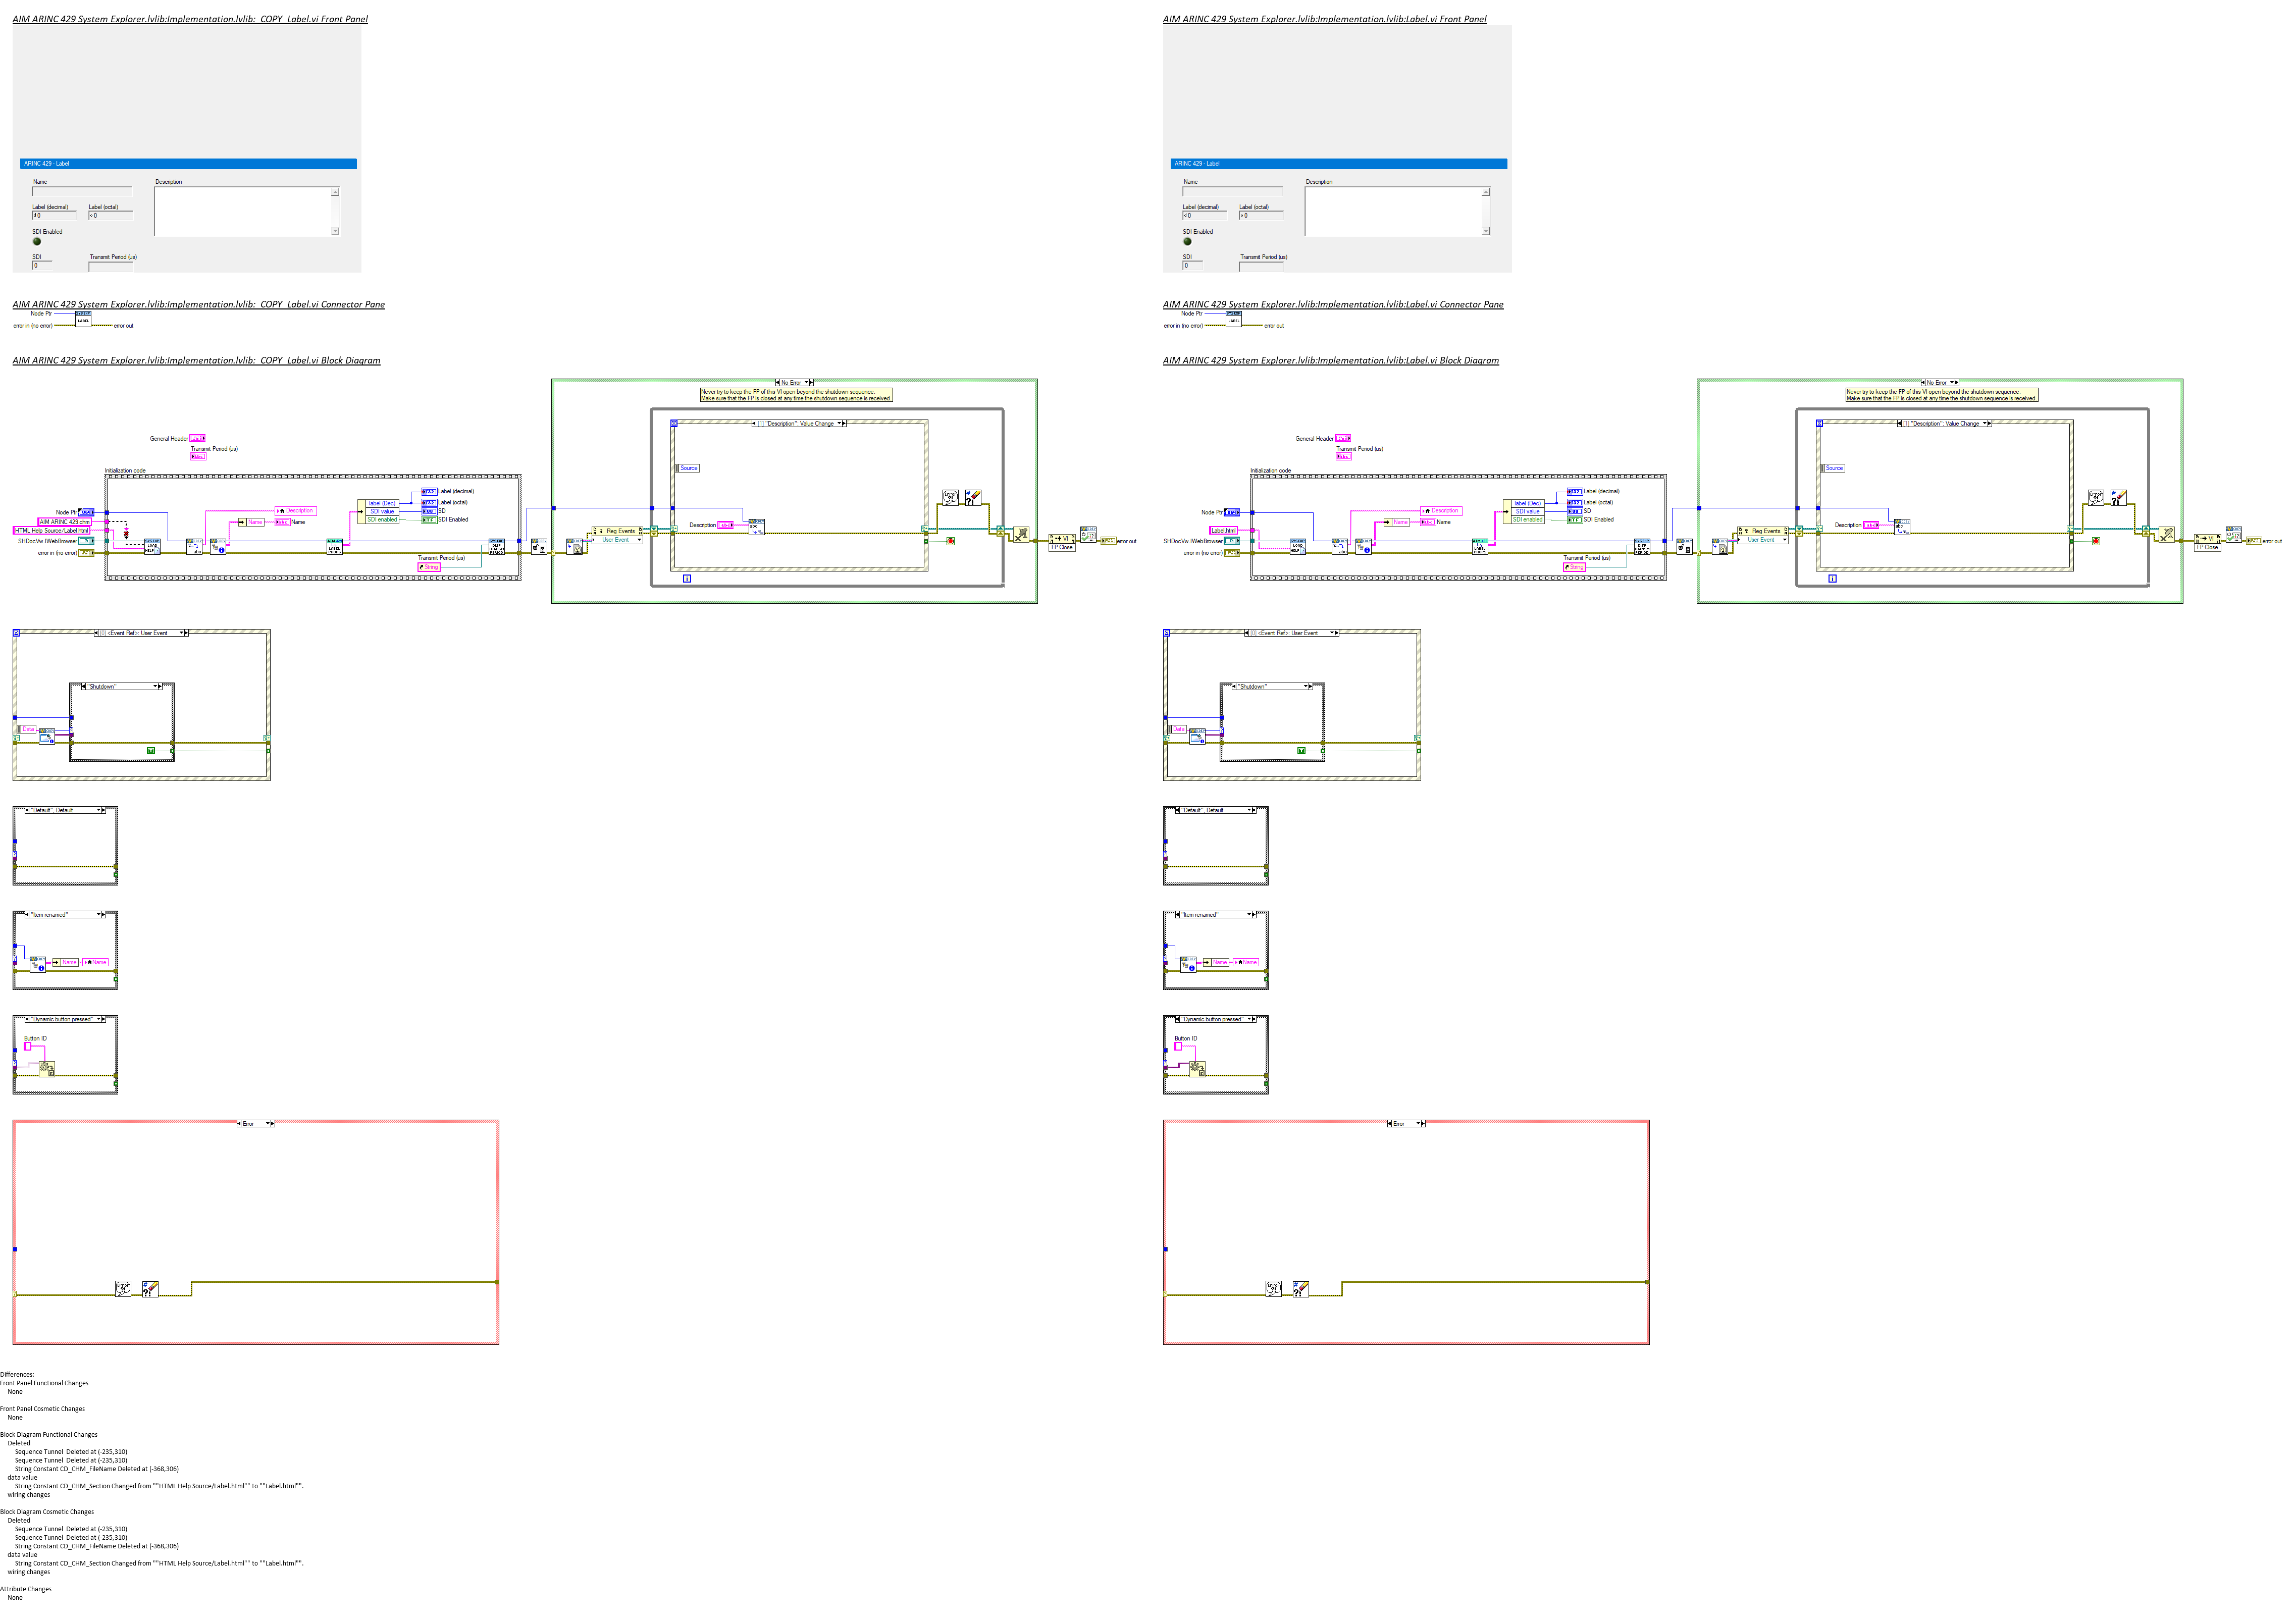 AIM ARINC 429 System Explorer.lvlib:Implementation.lvlib:_COPY_Label.vi Front Panel
ARINC 429 - Label
Name
Description
Label (decimal)
Label (octal)
d 0
o 0
SDI Enabled
SDI
Transmit Period (us)
0
AIM ARINC 429 System Explorer.lvlib:Implementation.lvlib:_COPY_Label.vi Connector Pane
Node Ptr
LABEL
error in (no error)
error out
AIM ARINC 429 System Explorer.lvlib:Implementation.lvlib:_COPY_Label.vi Block Diagram
No Error
Never try to keep the FP of this VI open beyond the shutdown sequence.
Make sure that the FP is closed at any time the shutdown sequence is received.
[1] "Description": Value Change
General Header
Transmit Period (us)
Source
Initialization code
label (Dec)
SDI value
SDI enabled
Label (decimal)
Label (octal)
SD
SDI Enabled
Description
Name
Name
Node Ptr
AIM ARINC 429.chm
HTML Help Source/Label.html
SHDocVw.IWebBrowser
error in (no error)
Transmit Period (us)
String
Reg Events
User Event
Description
VI
FP.Close
error out
[0] <Event Ref>: User Event
"Shutdown"
Data
"Default", Default
"Item renamed"
Name
Name
"Dynamic button pressed"
Button ID
Error
Differences:
Front Panel Functional Changes
None
Front Panel Cosmetic Changes
None
Block Diagram Functional Changes
Deleted
Sequence Tunnel  Deleted at (-235,310)
Sequence Tunnel  Deleted at (-235,310)
String Constant CD_CHM_FileName Deleted at (-368,306)
data value
String Constant CD_CHM_Section Changed from ""HTML Help Source/Label.html"" to ""Label.html"".
wiring changes
Block Diagram Cosmetic Changes
Deleted
Sequence Tunnel  Deleted at (-235,310)
Sequence Tunnel  Deleted at (-235,310)
String Constant CD_CHM_FileName Deleted at (-368,306)
data value
String Constant CD_CHM_Section Changed from ""HTML Help Source/Label.html"" to ""Label.html"".
wiring changes
Attribute Changes
None
AIM ARINC 429 System Explorer.lvlib:Implementation.lvlib:Label.vi Front Panel
ARINC 429 - Label
Name
Description
Label (decimal)
Label (octal)
d 0
o 0
SDI Enabled
SDI
Transmit Period (us)
0
AIM ARINC 429 System Explorer.lvlib:Implementation.lvlib:Label.vi Connector Pane
Node Ptr
LABEL
error in (no error)
error out
AIM ARINC 429 System Explorer.lvlib:Implementation.lvlib:Label.vi Block Diagram
No Error
Never try to keep the FP of this VI open beyond the shutdown sequence.
Make sure that the FP is closed at any time the shutdown sequence is received.
[1] "Description": Value Change
General Header
Transmit Period (us)
Source
Initialization code
label (Dec)
SDI value
SDI enabled
Label (decimal)
Label (octal)
SD
SDI Enabled
Description
Name
Name
Node Ptr
Label.html
SHDocVw.IWebBrowser
error in (no error)
Transmit Period (us)
String
Reg Events
User Event
Description
VI
FP.Close
error out
[0] <Event Ref>: User Event
"Shutdown"
Data
"Default", Default
"Item renamed"
Name
Name
"Dynamic button pressed"
Button ID
Error